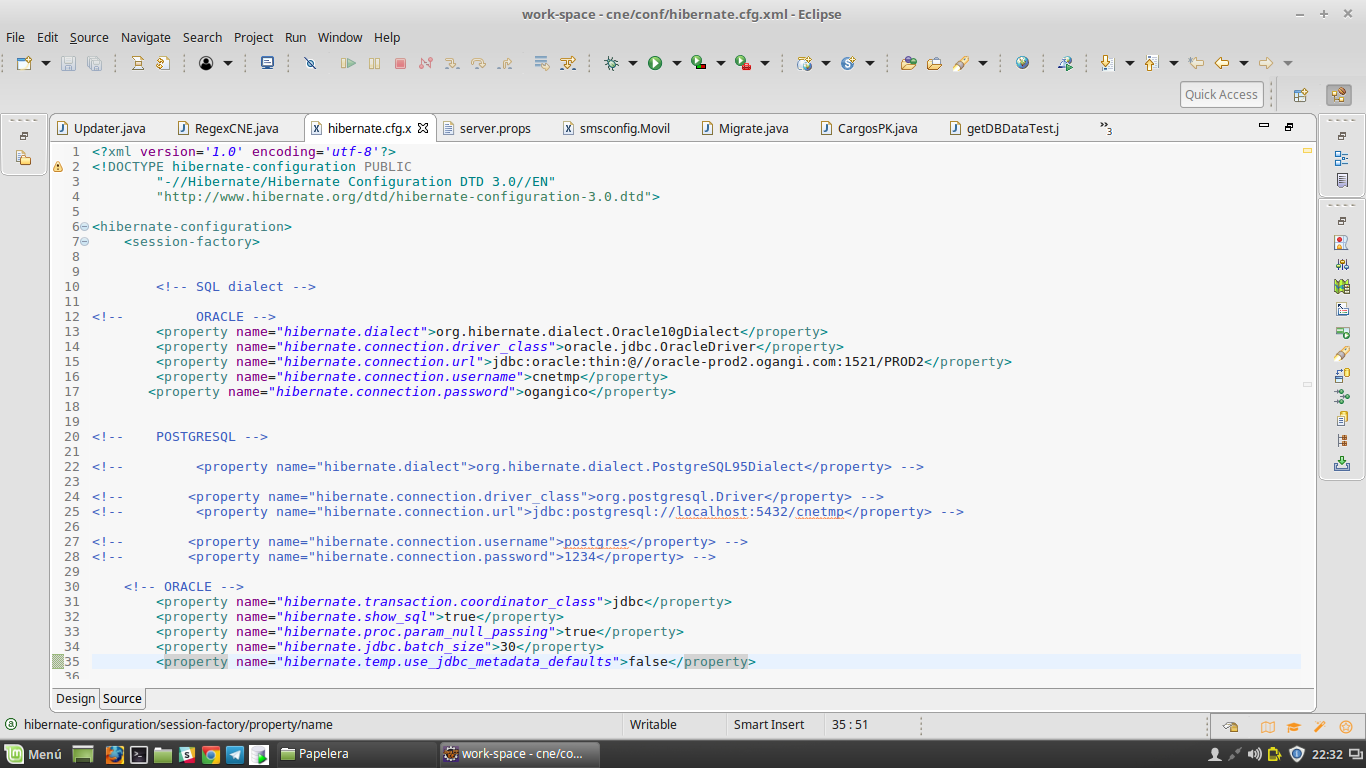 work-space - cne/conf/hibernate.cfg.xml - Eclipse
File Edit Source Navigate Search Project Run Window Help
Quick Access
Updater.java RegexCNE.java hibernate.cfg.x server.props smsconfig.Movil Migrate.java CargosPK.java getDBDataTest.j »3
1 <?xml version='1.0' encoding='utf-8'?>
2 <!DOCTYPE hibernate-configuration PUBLIC
3 "-//Hibernate/Hibernate Configuration DTD 3.0//EN"
4 "http://www.hibernate.org/dtd/hibernate-configuration-3.0.dtd">
5
6 <hibernate-configuration>
7 <session-factory>
8
9
10 <!-- SQL dialect -->
11
12 <!-- ORACLE -->
13 <property name="hibernate.dialect">org.hibernate.dialect.Oracle10gDialect</property>
14 <property name="hibernate.connection.driver_class">oracle.jdbc.OracleDriver</property>
15 <property name="hibernate.connection.url">jdbc:oracle:thin:@//oracle-prod2.ogangi.com:1521/PROD2</property>
16 <property name="hibernate.connection.username">cnetmp</property>
17 <property name="hibernate.connection.password">ogangico</property>
18
19
20 <!-- POSTGRESQL -->
21
22 <!-- <property name="hibernate.dialect">org.hibernate.dialect.PostgreSQL95Dialect</property> -->
23
24 <!-- <property name="hibernate.connection.driver_class">org.postgresql.Driver</property> -->
25 <!-- <property name="hibernate.connection.url">jdbc:postgresql://localhost:5432/cnetmp</property> -->
26
27 <!-- <property name="hibernate.connection.username">postgres</property> -->
28 <!-- <property name="hibernate.connection.password">1234</property> -->
29
30 <!-- ORACLE -->
31 <property name="hibernate.transaction.coordinator_class">jdbc</property>
32 <property name="hibernate.show_sql">true</property>
33 <property name="hibernate.proc.param_null_passing">true</property>
34 <property name="hibernate.jdbc.batch_size">30</property>
35 <property name="hibernate.temp.use_jdbc_metadata_defaults">false</property>
36
Design Source
hibernate-configuration/session-factory/property/name Writable Smart Insert 35 : 51
Menú Papelera work-space - cne/co... 22:32